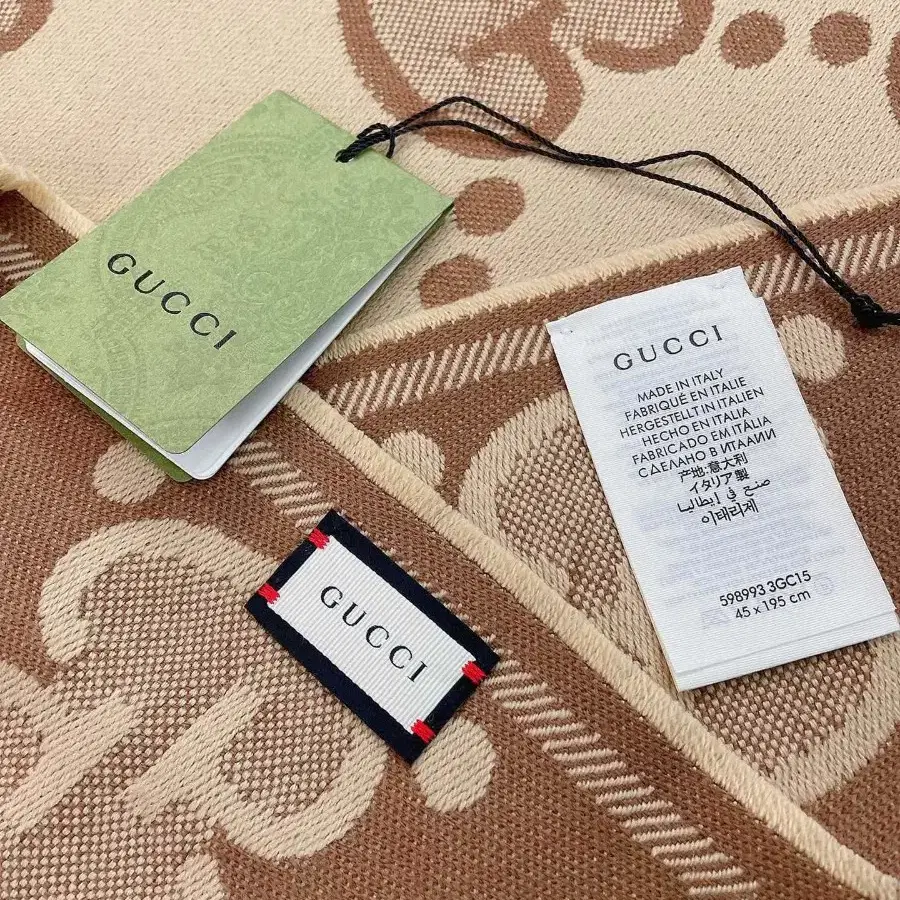 GUCCI
GUCCI
MADE IN ITALY
FABRIQUÉ EN ITALIE
HERGESTELLT IN ITALIEN
HECHO EN ITALIA
FABRICADO EM ITÁLIA
СДЕЛАНО В ИТАЛИИ
产地:意大利
イタリア製
صنع في إيطاليا
이태리제
598993 3GC15
45 x 195 cm
GUCCI